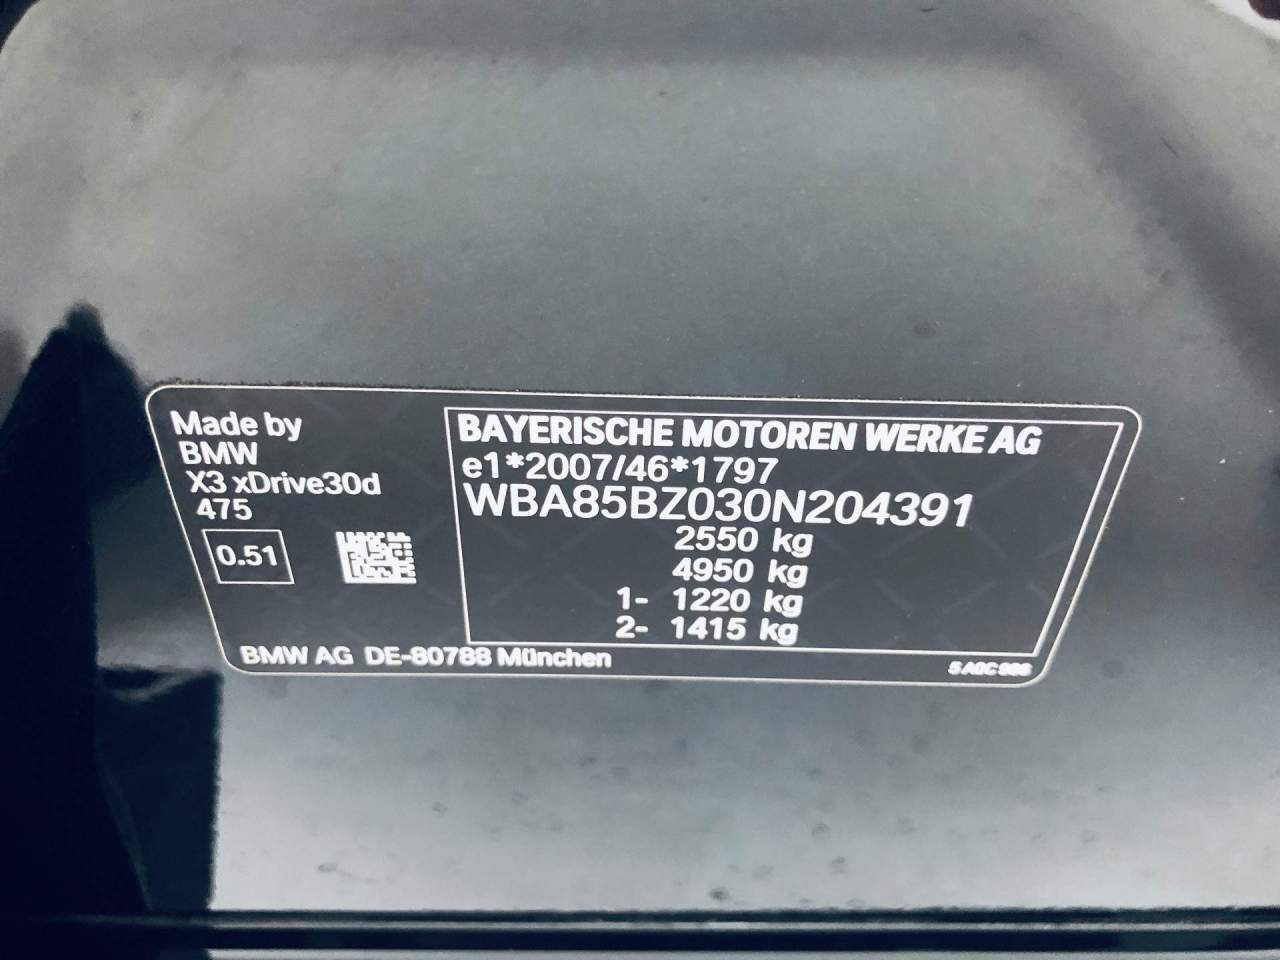 Made by
BMW
X3 xDrive30d
475
0.51
BAYERISCHE MOTOREN WERKE AG
e1*2007/46*1797
WBA85BZ030N204391
2550 kg
4950 kg
1- 1220 kg
2- 1415 kg
BMW AG DE-80788 München